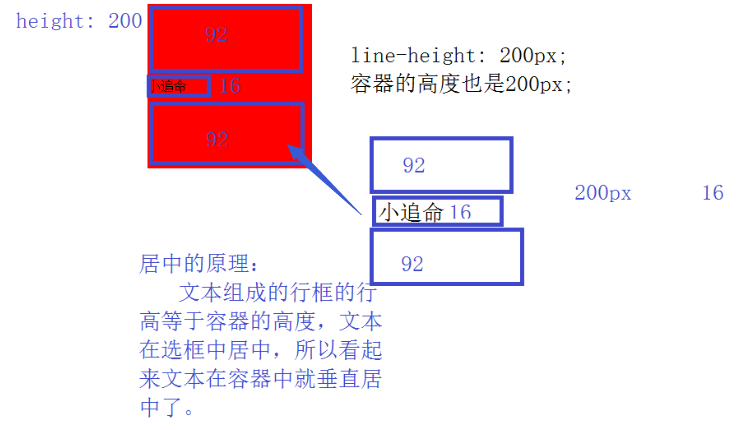 height: 200
92
小追命 16
92
line-height: 200px;
容器的高度也是200px;
92
小追命 16
92
200px 16
居中的原理：
文本组成的行框的行
高等于容器的高度，文本
在选框中居中，所以看起
来文本在容器中就垂直居
中了。